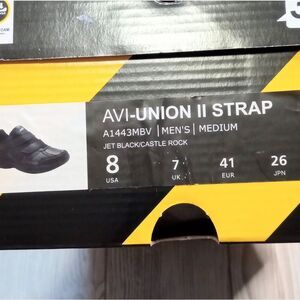 AVI-UNION II STRAP
A1443MBV | MEN'S | MEDIUM
JET BLACK/CASTLE ROCK
8 7 41 26
USA UK EUR JPN